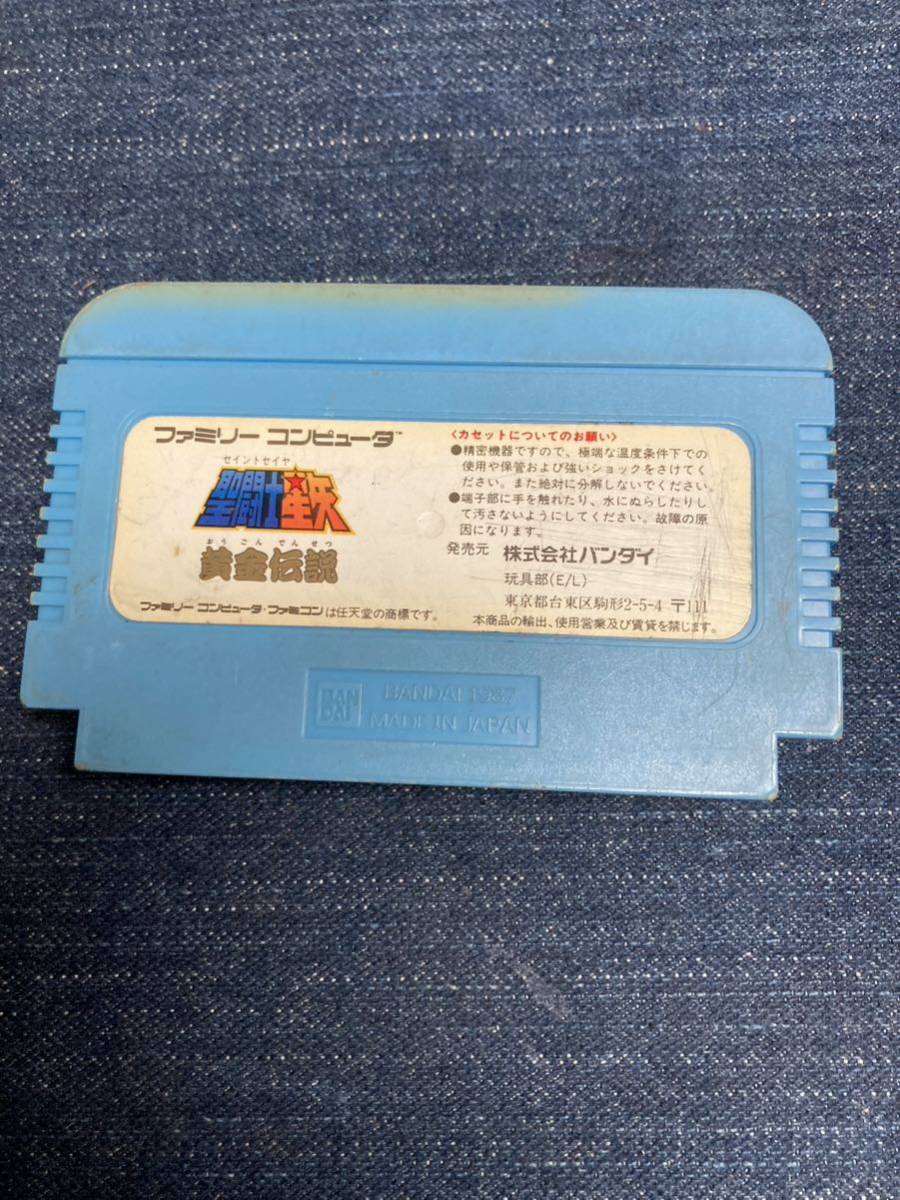 ファミリー コンピュータ™
セイントセイヤ
聖闘士星矢
おうごんでんせつ
黄金伝説
ファミリー コンピュータ・ファミコンは任天堂の商標です。
〈カセットについてのお願い〉
●精密機器ですので、極端な温度条件下での
使用や保管および強いショックをさけてく
ださい。また絶対に分解しないでください。
●端子部に手を触れたり、水にぬらしたりし
て汚さないようにしてください。故障の原
因になります。
発売元 株式会社バンダイ
玩具部(E/L)
東京都台東区駒形2-5-4 〒111
本商品の輸出、使用営業及び賃貸を禁じます。
BAN
DAI
BANDAI 1987
MADE IN JAPAN